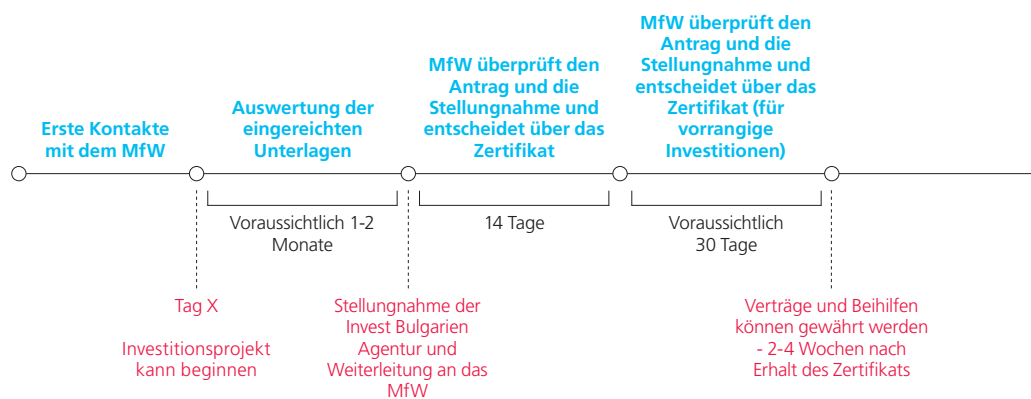 Erste Kontakte
mit dem MfW
Auswertung der
eingereichten
Unterlagen
MfW überprüft den
Antrag und die
Stellungnahme und
entscheidet über das
Zertifikat
MfW überprüft den
Antrag und die
Stellungnahme und
entscheidet über das
Zertifikat (für
vorrangige
Investitionen)
Voraussichtlich 1-2
Monate
14 Tage
Voraussichtlich
30 Tage
Tag X
Investitionsprojekt
kann beginnen
Stellungnahme der
Invest Bulgarien
Agentur und
Weiterleitung an das
MfW
Verträge und Beihilfen
können gewährt werden
- 2-4 Wochen nach
Erhalt des Zertifikats